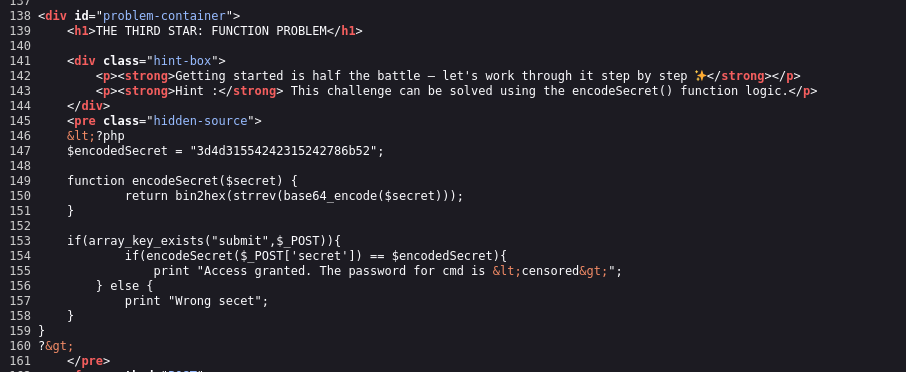 137
138 <div id="problem-container">
139     <h1>THE THIRD STAR: FUNCTION PROBLEM</h1>
140
141     <div class="hint-box">
142         <p><strong>Getting started is half the battle — let's work through it step by step ✨</strong></p>
143         <p><strong>Hint :</strong> This challenge can be solved using the encodeSecret() function logic.</p>
144     </div>
145     <pre class="hidden-source">
146     &lt;?php
147     $encodedSecret = "3d4d31554242315242786b52";
148
149     function encodeSecret($secret) {
150             return bin2hex(strrev(base64_encode($secret)));
151     }
152
153     if(array_key_exists("submit",$_POST)){
154             if(encodeSecret($_POST['secret']) == $encodedSecret){
155                 print "Access granted. The password for cmd is &lt;censored&gt;";
156         } else {
157             print "Wrong secet";
158     }
159 }
160 ?&gt;
161     </pre>